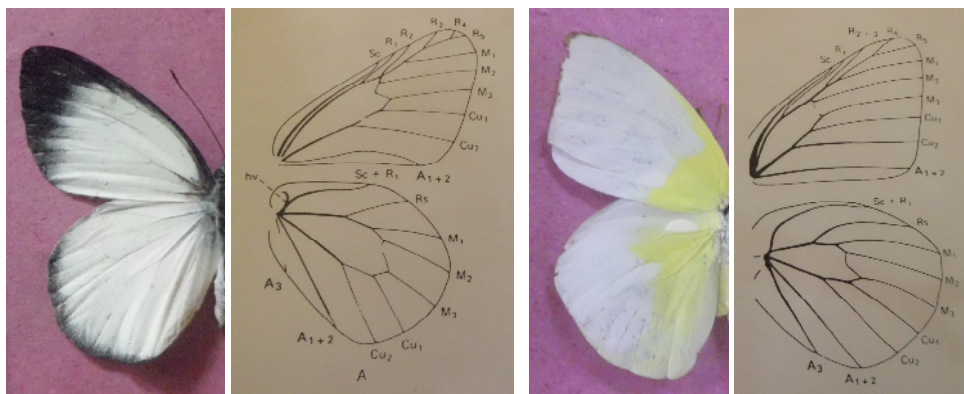 R₃ R₄
R₂ R₅
R₁
Sc
M₁
M₂
M₃
Cu₁
Cu₂
A₁₊₂
hv
Sc + R₁
Rs
M₁
M₂
M₃
A₃
A₁₊₂
Cu₁
Cu₂
A
R₂₊₃ R₄ R₅
R₁
Sc
M₁
M₂
M₃
Cu₁
Cu₂
A₁₊₂
Sc + R₁
Rs
M₁
M₂
M₃
Cu₁
Cu₂
A₃
A₁₊₂